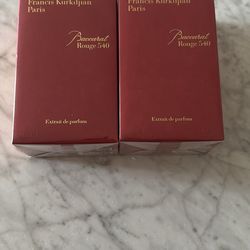 Francis Kurkdjian
Paris
Baccarat
Rouge 540
Extrait de parfum
Francis Kurkdjian
Paris
Baccarat
Rouge 540
Extrait de parfum